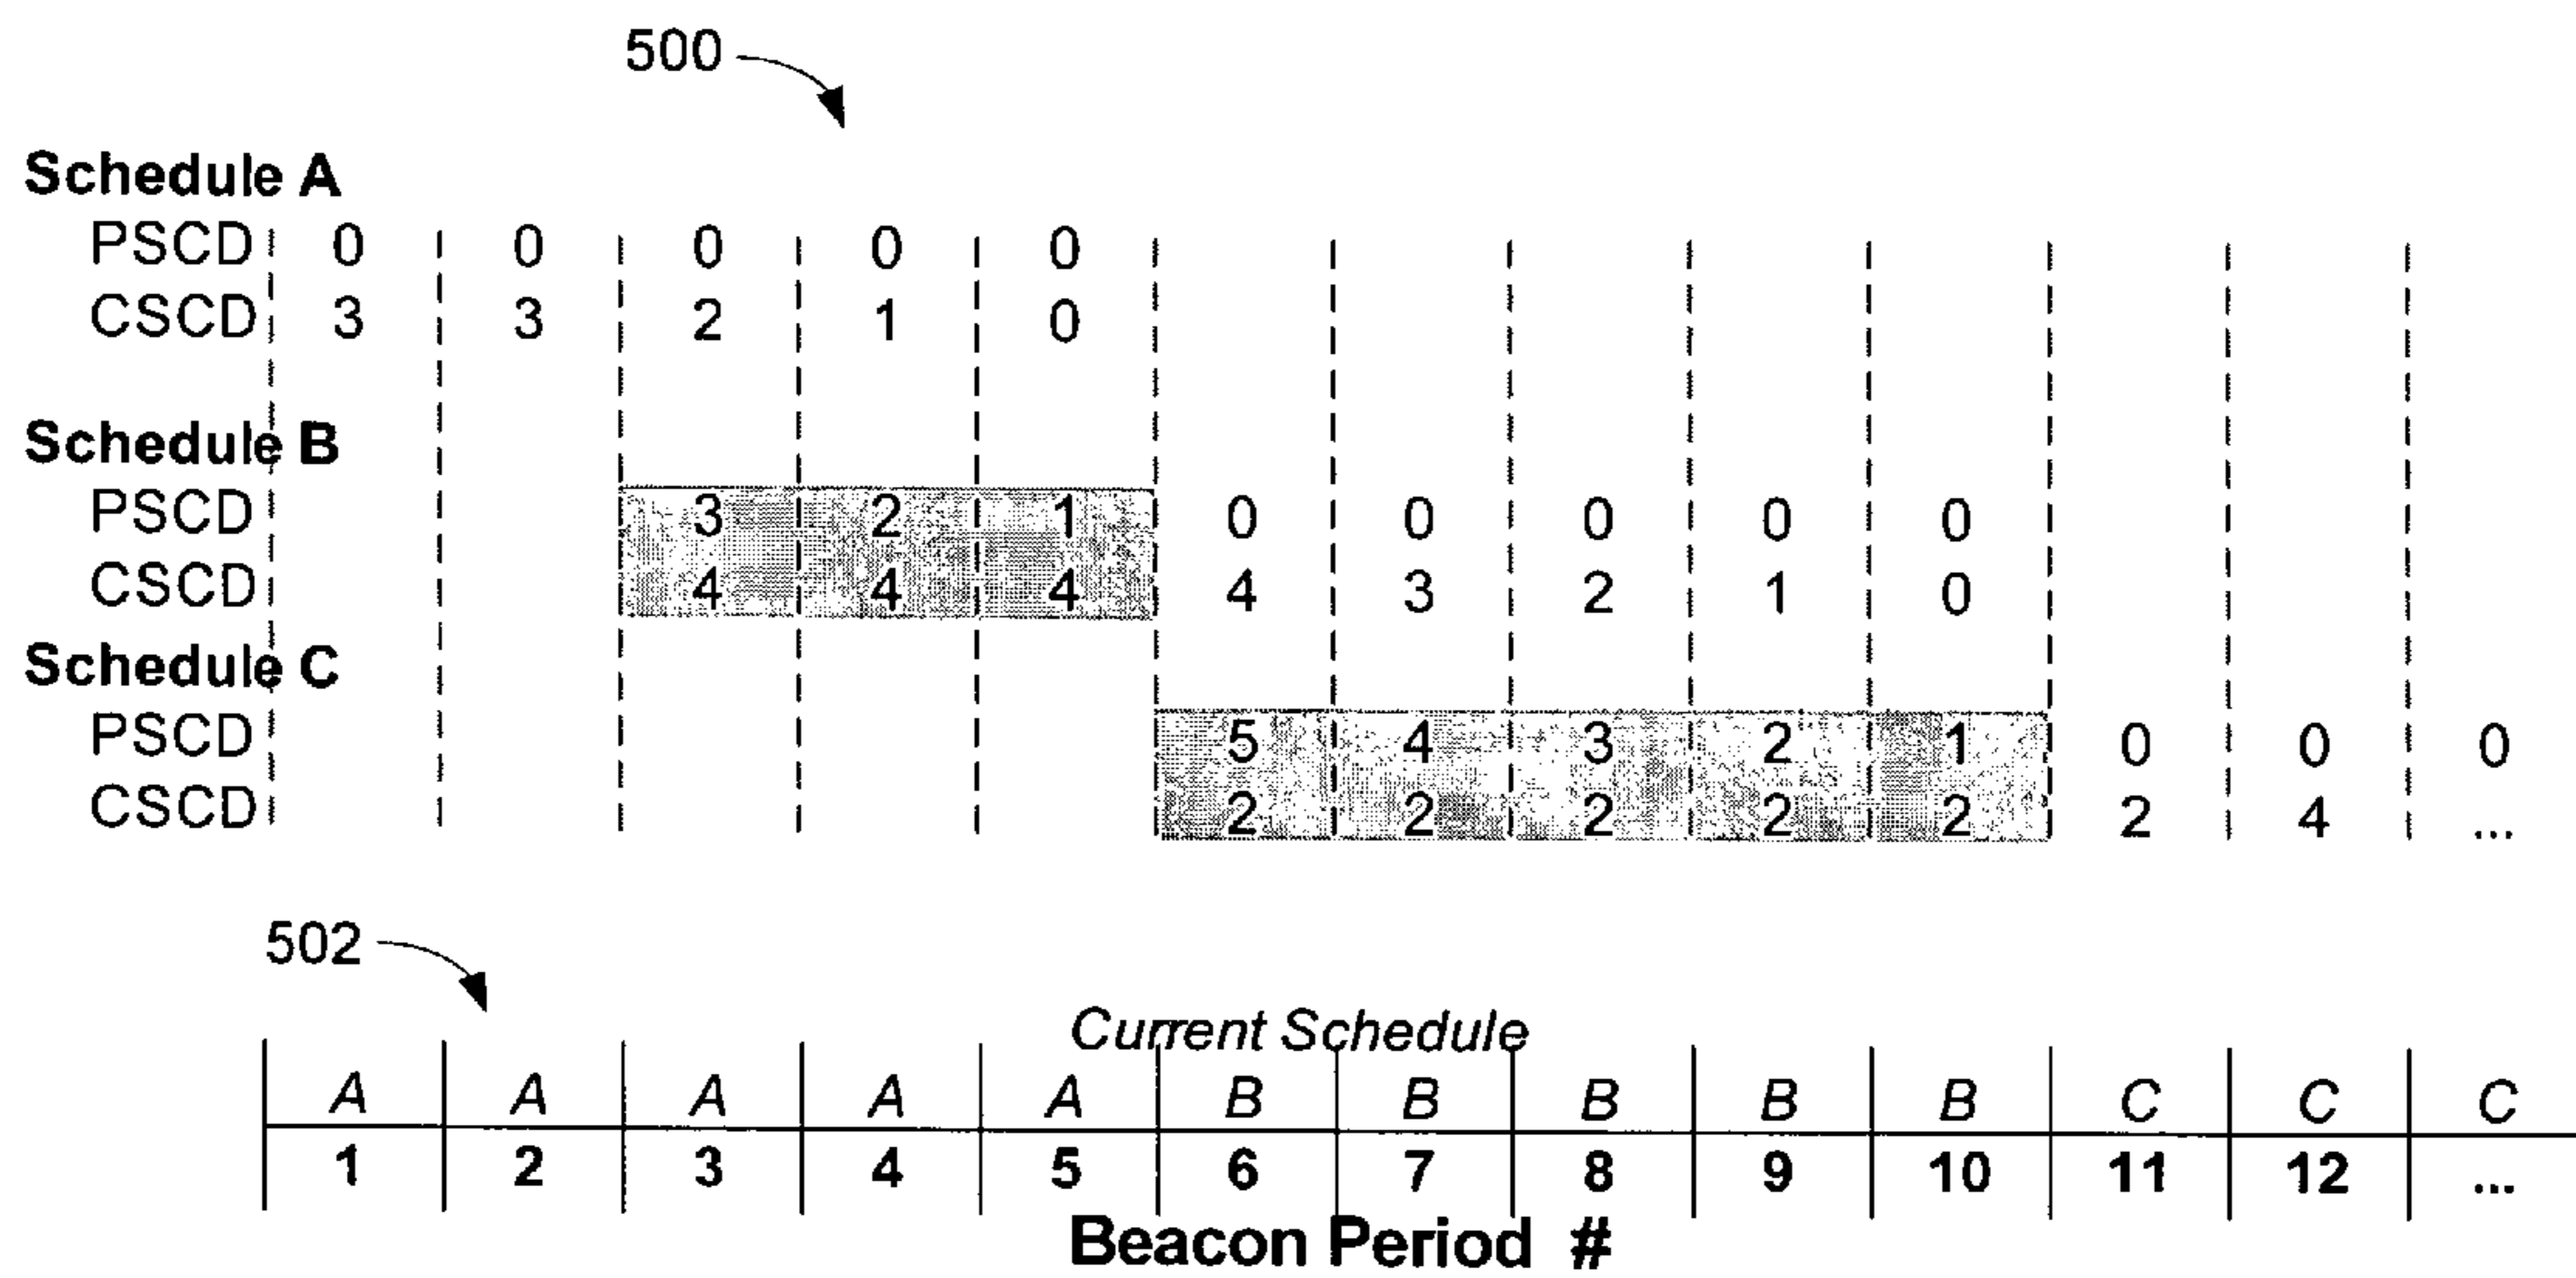 500
Schedule A
PSCD 0 0 0 0 0
CSCD 3 3 2 1 0
Schedule B
PSCD 3 2 1 0 0 0 0 0
CSCD 4 4 4 4 3 2 1 0
Schedule C
PSCD 5 4 3 2 1 0 0 0
CSCD 2 2 2 2 2 2 4 ...
502
Current Schedule
A A A A A B B B B B C C C
1 2 3 4 5 6 7 8 9 10 11 12 ...
Beacon Period #